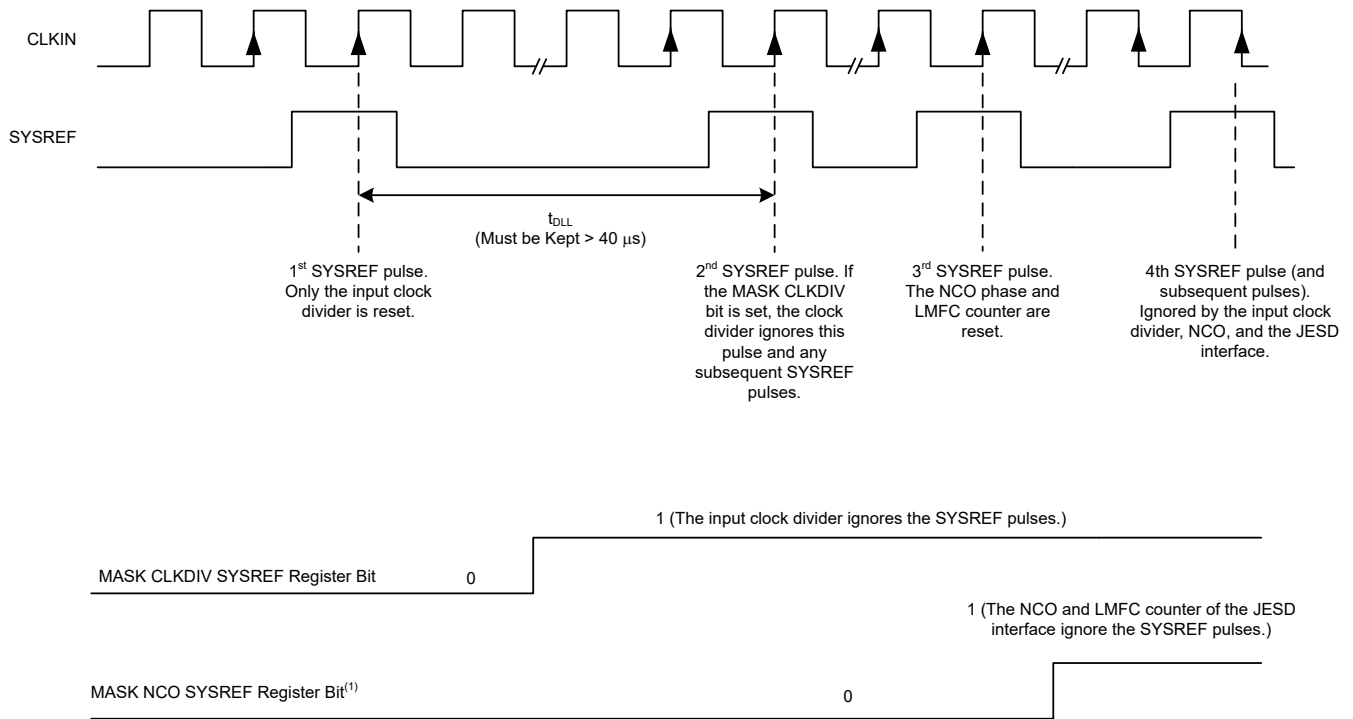 CLKIN
SYSREF
tDLL
(Must be Kept > 40 μs)
1st SYSREF pulse.
Only the input clock
divider is reset.
2nd SYSREF pulse. If
the MASK CLKDIV
bit is set, the clock
divider ignores this
pulse and any
subsequent SYSREF
pulses.
3rd SYSREF pulse.
The NCO phase and
LMFC counter are
reset.
4th SYSREF pulse (and
subsequent pulses).
Ignored by the input clock
divider, NCO, and the JESD
interface.
1 (The input clock divider ignores the SYSREF pulses.)
MASK CLKDIV SYSREF Register Bit
0
1 (The NCO and LMFC counter of the JESD
interface ignore the SYSREF pulses.)
MASK NCO SYSREF Register Bit(1)
0